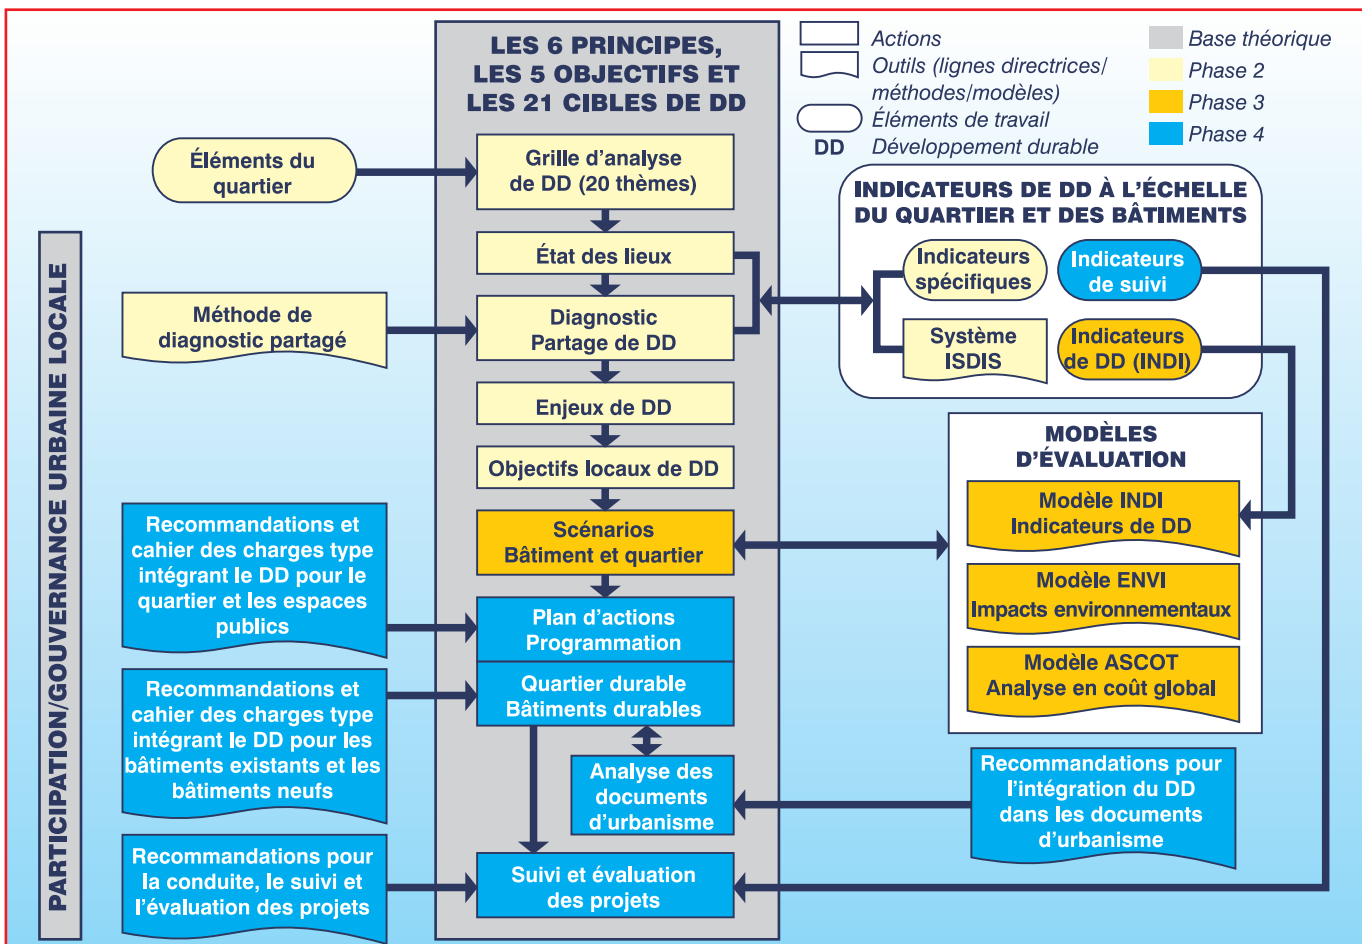 LES 6 PRINCIPES,
LES 5 OBJECTIFS ET
LES 21 CIBLES DE DD
Actions
Outils (lignes directrices/
méthodes/modèles)
Éléments de travail
DD Développement durable
Base théorique
Phase 2
Phase 3
Phase 4
PARTICIPATION/GOUVERNANCE URBAINE LOCALE
Éléments du
quartier
Grille d'analyse
de DD (20 thèmes)
État des lieux
Méthode de
diagnostic partagé
Diagnostic
Partage de DD
Enjeux de DD
Objectifs locaux de DD
Scénarios
Bâtiment et quartier
Recommandations et
cahier des charges type
intégrant le DD pour le
quartier et les espaces
publics
Plan d'actions
Programmation
Recommandations et
cahier des charges type
intégrant le DD pour les
bâtiments existants et les
bâtiments neufs
Quartier durable
Bâtiments durables
Analyse des
documents
d'urbanisme
Recommandations pour
la conduite, le suivi et
l'évaluation des projets
Suivi et évaluation
des projets
INDICATEURS DE DD À L'ÉCHELLE
DU QUARTIER ET DES BÂTIMENTS
Indicateurs
spécifiques
Indicateurs
de suivi
Système
ISDIS
Indicateurs
de DD (INDI)
MODÈLES
D'ÉVALUATION
Modèle INDI
Indicateurs de DD
Modèle ENVI
Impacts environnementaux
Modèle ASCOT
Analyse en coût global
Recommandations pour
l'intégration du DD
dans les documents
d'urbanisme